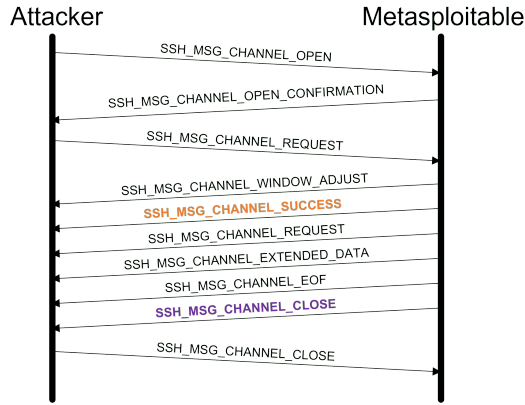 Attacker
Metasploitable
SSH_MSG_CHANNEL_OPEN
SSH_MSG_CHANNEL_OPEN_CONFIRMATION
SSH_MSG_CHANNEL_REQUEST
SSH_MSG_CHANNEL_WINDOW_ADJUST
SSH_MSG_CHANNEL_SUCCESS
SSH_MSG_CHANNEL_REQUEST
SSH_MSG_CHANNEL_EXTENDED_DATA
SSH_MSG_CHANNEL_EOF
SSH_MSG_CHANNEL_CLOSE
SSH_MSG_CHANNEL_CLOSE